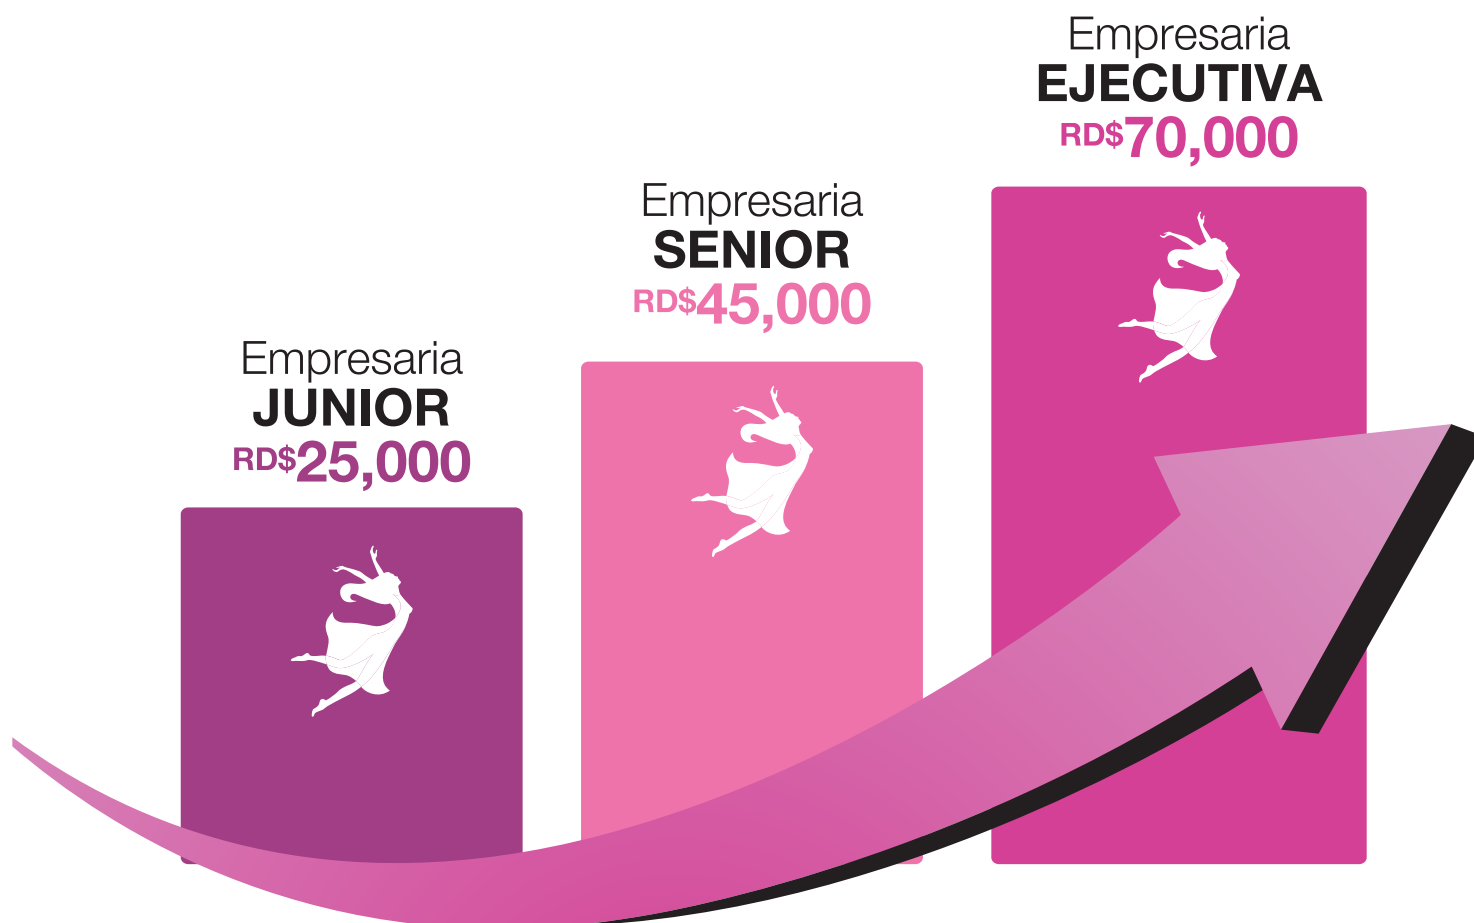 Empresaria
JUNIOR
RD$25,000
Empresaria
SENIOR
RD$45,000
Empresaria
EJECUTIVA
RD$70,000